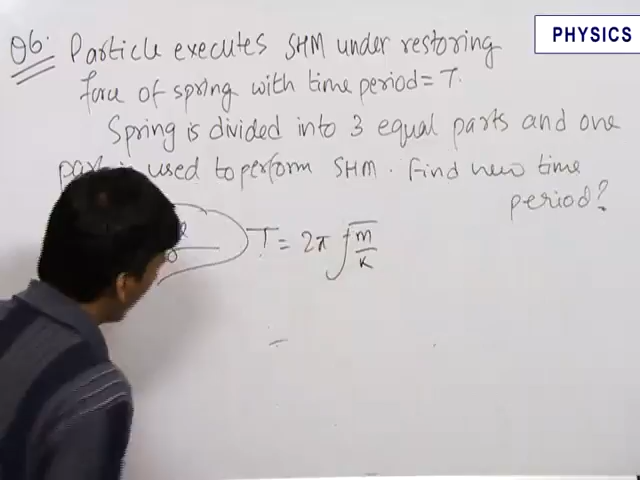 PHYSICS
Q6. Particle executes SHM under restoring
force of spring with time period = T.
Spring is divided into 3 equal parts and one
used to perform SHM. Find new time
period?
T = 2π √m/K